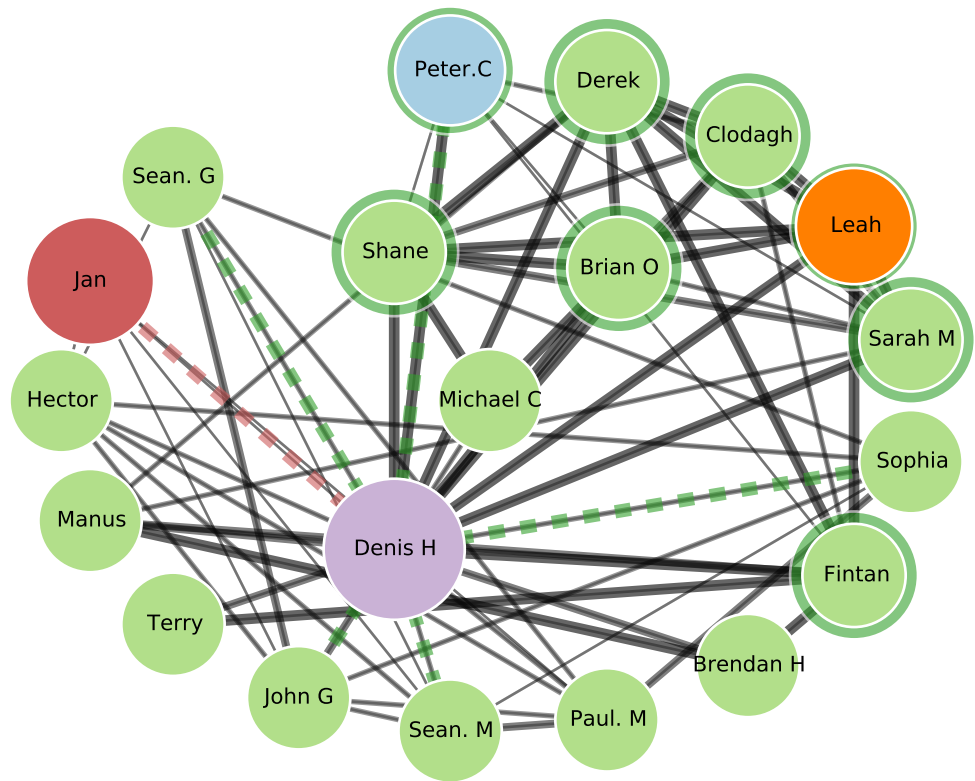 Peter.C
Derek
Clodagh
Sean. G
Leah
Shane
Brian O
Jan
Sarah M
Hector
Michael C
Sophia
Manus
Denis H
Fintan
Terry
Brendan H
John G
Paul. M
Sean. M